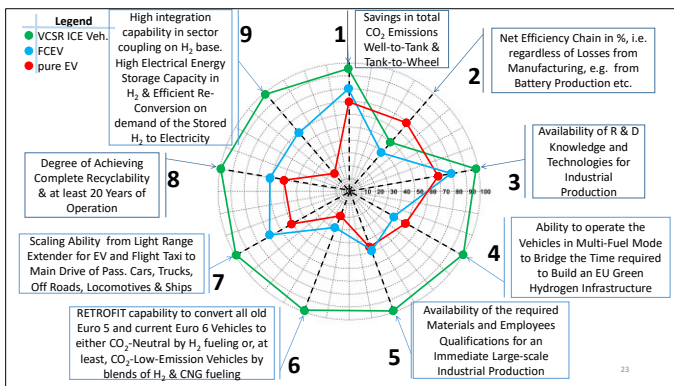 Legend
VCSR ICE Veh.
FCEV
pure EV
High integration
capability in sector
coupling on H₂ base.
High Electrical Energy
Storage Capacity in
H₂ & Efficient Re-
Conversion on
demand of the Stored
H₂ to Electricity
9
1
Savings in total
CO₂ Emissions
Well-to-Tank &
Tank-to-Wheel
2
Net Efficiency Chain in %, i.e.
regardless of Losses from
Manufacturing, e.g. from
Battery Production etc.
Availability of R & D
Knowledge and
Technologies for
Industrial
Production
3
Degree of Achieving
Complete Recyclability
& at least 20 Years of
Operation
8
10 20 30 40 50 60 70 80 90 100
4
Ability to operate the
Vehicles in Multi-Fuel Mode
to Bridge the Time required
to Build an EU Green
Hydrogen Infrastructure
Scaling Ability from Light Range
Extender for EV and Flight Taxi to
Main Drive of Pass. Cars, Trucks,
Off Roads, Locomotives & Ships
7
RETROFIT capability to convert all old
Euro 5 and current Euro 6 Vehicles to
either CO₂-Neutral by H₂ fueling or, at
least, CO₂-Low-Emission Vehicles by
blends of H₂ & CNG fueling
6
5
Availability of the required
Materials and Employees
Qualifications for an
Immediate Large-scale
Industrial Production
23